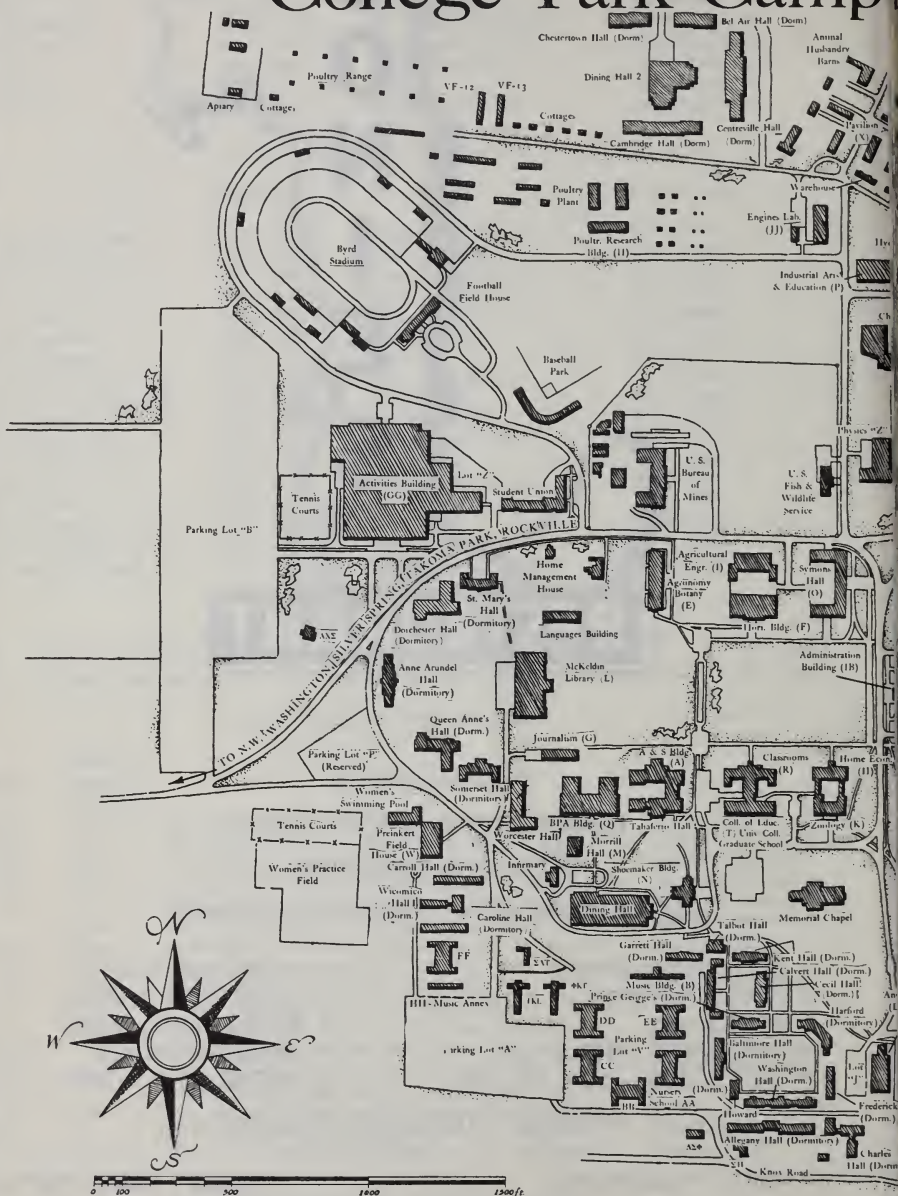 College Park Camp
Chestertown Hall (Dorm)
Bel Air Hall (Dorm)
Animal
Husbandry
Barns
Poultry Range
Dining Hall 2
VF-12
VF-13
Apiary
Cottages
Cottages
Cambridge Hall (Dorm)
Centreville Hall
(Dorm)
Pavilion
(X)
Poultry
Plant
Warehouse
Engines Lab.
(JJ)
Poultr. Research
Bldg. (H)
Byrd
Stadium
Football
Field House
Industrial Arts
& Education (P)
Ch
Baseball
Park
Physics "Z"
Activities Building
(GG)
Lot "Z"
Student Union
U. S.
Bureau
of
Mines
U. S.
Fish &
Wildlife
Service
Tennis
Courts
Parking Lot "B"
TO N.W. WASHINGTON, SILVER SPRING, TAKOMA PARK, ROCKVILLE
Home
Management
House
Agricultural
Engr. (I)
Agronomy
Botany
(E)
Symons
Hall
(O)
St. Mary's
Hall
(Dormitory)
Dorchester Hall
(Dormitory)
ΑΧΣ
Languages Building
Hort. Bldg. (F)
Anne Arundel
Hall
(Dormitory)
McKeldin
Library (L)
Administration
Building (BB)
Queen Anne's
Hall (Dorm.)
Journalism (G)
A & S Bldg.
(A)
Classrooms
(R)
Home Econ.
(H)
Parking Lot "P"
(Reserved)
Somerset Hall
(Dormitory)
Women's
Swimming Pool
Tennis Courts
Preinkert
Field
House (W)
Worcester Hall
BPA Bldg. (Q)
Taliaferro Hall
Coll. of Educ.
(T) Univ Coll.
Graduate School
Zoology (K)
Morrill
Hall (M)
Women's Practice
Field
Carroll Hall (Dorm.)
Infirmary
Shoemaker Bldg.
(N)
Wicomico
Hall
(Dorm.)
Dining Hall
Memorial Chapel
Caroline Hall
(Dormitory)
Talbot Hall
(Dorm.)
Garrett Hall
(Dorm.)
Kent Hall (Dorm.)
FF
Music Bldg. (B)
Calvert Hall (Dorm.)
Cecil Hall
(Dorm.)
HH - Music Annex
Prince George's (Dorm.)
Harford
(Dormitory)
DD
EE
Parking
Lot "V"
Parking Lot "A"
Baltimore Hall
(Dormitory)
CC
Washington
Hall (Dorm.)
Lot
"J"
Nursery
School AA
BB
(Dorm.)
Howard
Frederick
(Dorm.)
Allegany Hall (Dormitory)
Charles
Hall (Dorm
Knox Road
N
W
E
S
0 100 500 1000 1500 ft.